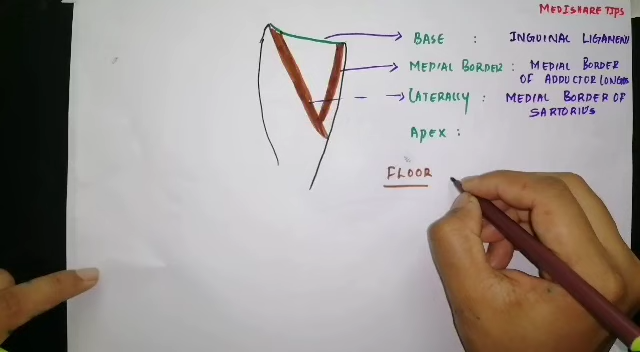 MEDISHARE TIPS
BASE : INGUINAL LIGAMENT
MEDIAL BORDER : MEDIAL BORDER
OF ADDUCTOR LONGUS
LATERALLY : MEDIAL BORDER OF
SARTORIUS
APEX :
FLOOR